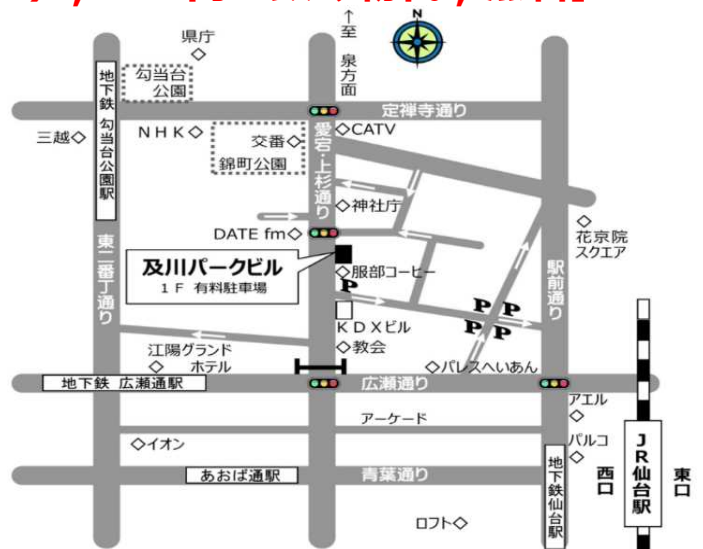 県庁
↑至 泉方面
N
勾当台
公園
地下鉄 勾当台公園駅
定禅寺通り
三越
NHK
交番
錦町公園
CATV
愛宕・上杉通り
神社庁
DATE fm
花京院
スクエア
及川パークビル
1F 有料駐車場
服部コーヒー
東二番丁通り
駅前通り
P
P
P
P
P
KDXビル
教会
江陽グランド
ホテル
パレスへいあん
地下鉄 広瀬通駅
広瀬通り
アエル
アーケード
イオン
パルコ
あおば通駅
青葉通り
地下鉄仙台駅
西口
JR仙台駅
東口
ロフト